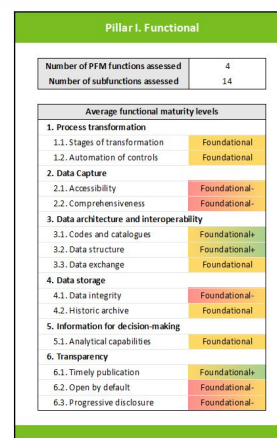 Pillar I. Functional
Number of PFM functions assessed 4
Number of subfunctions assessed 14
Average functional maturity levels
1. Process transformation
1.1. Stages of transformation Foundational
1.2. Automation of controls Foundational
2. Data Capture
2.1. Accessibility Foundational-
2.2. Comprehensiveness Foundational-
3. Data architecture and interoperability
3.1. Codes and catalogues Foundational+
3.2. Data structure Foundational+
3.3. Data exchange Foundational
4. Data storage
4.1. Data integrity Foundational-
4.2. Historic archive Foundational
5. Information for decision-making
5.1. Analytical capabilities Foundational
6. Transparency
6.1. Timely publication Foundational+
6.2. Open by default Foundational-
6.3. Progressive disclosure Foundational-